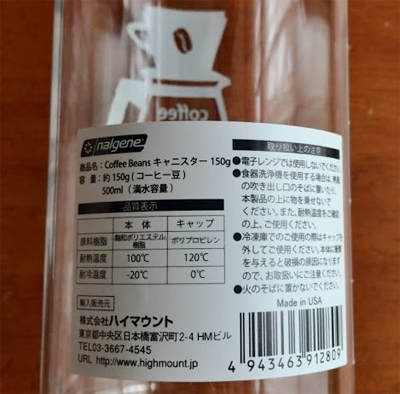 coffee
nalgene
商品名：Coffee Beans キャニスター 150g
容 量：約150g（コーヒー豆）
500ml（満水容量）
品質表示
本 体 キャップ
原料樹脂 飽和ポリエステル樹脂 ポリプロピレン
耐熱温度 100℃ 120℃
耐冷温度 -20℃ 0℃
輸入販売元
株式会社ハイマウント
東京都中央区日本橋富沢町2-4 HMビル
TEL03-3667-4545
URL http://www.highmount.jp
取り扱い上の注意
●電子レンジでは使用しないでください。
●食器洗浄機を使用する場合は、熱風
の吹き出し口のそばに置いたり、
本製品の上に物を乗せないで
ください。また、耐熱温度をご確認
の上、ご使用ください。
●冷凍庫でのご使用の際はキャップを
外してご使用ください。本体に衝撃
を与えると破損の原因になります
ので、お取扱いにご注意ください。
●火のそばに置かないでください。
Made in USA
4 943463 912809